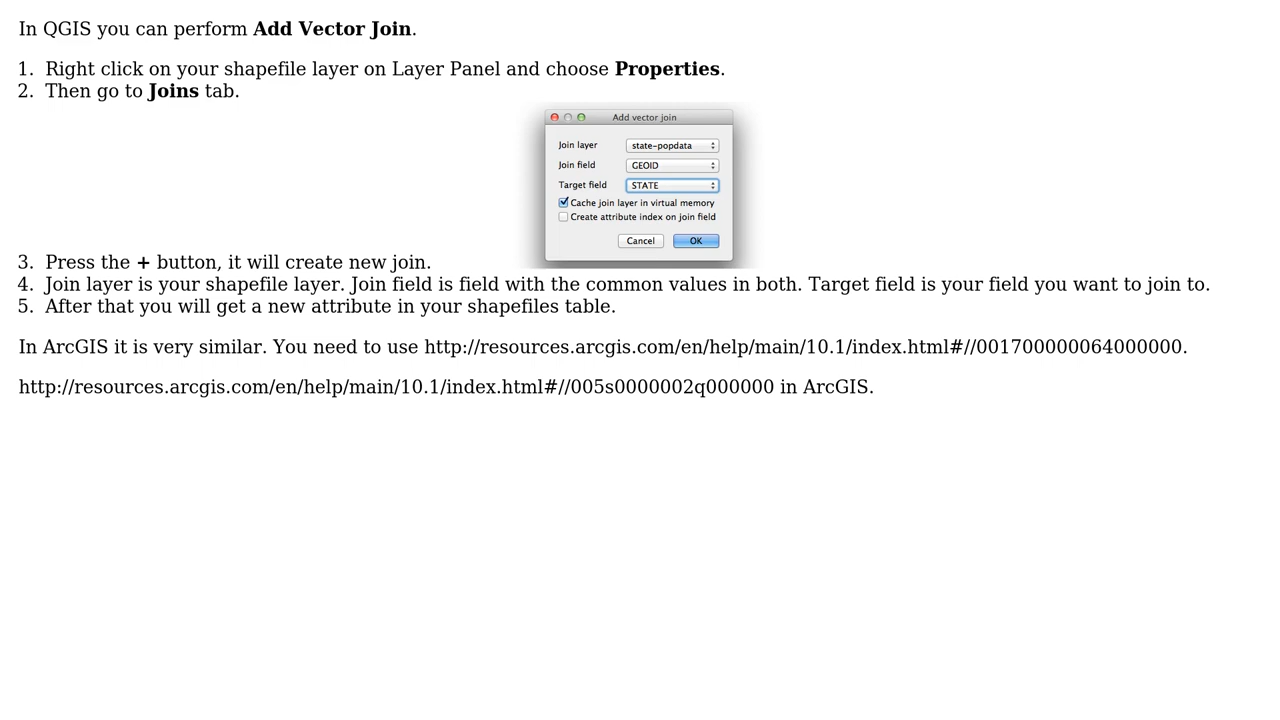 In QGIS you can perform Add Vector Join.
1. Right click on your shapefile layer on Layer Panel and choose Properties.
2. Then go to Joins tab.
Add vector join
Join layer state-popdata
Join field GEOID
Target field STATE
Cache join layer in virtual memory
Create attribute index on join field
Cancel OK
3. Press the + button, it will create new join.
4. Join layer is your shapefile layer. Join field is field with the common values in both. Target field is your field you want to join to.
5. After that you will get a new attribute in your shapefiles table.
In ArcGIS it is very similar. You need to use http://resources.arcgis.com/en/help/main/10.1/index.html#//001700000064000000.
http://resources.arcgis.com/en/help/main/10.1/index.html#//005s0000002q000000 in ArcGIS.